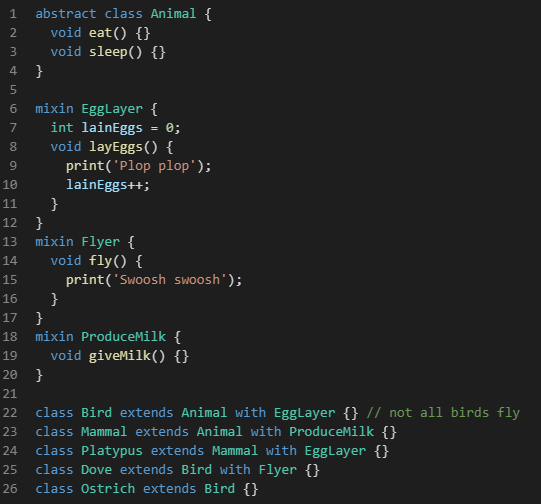 1 abstract class Animal {
2   void eat() {}
3   void sleep() {}
4 }
5
6 mixin EggLayer {
7   int lainEggs = 0;
8   void layEggs() {
9     print('Plop plop');
10     lainEggs++;
11   }
12 }
13 mixin Flyer {
14   void fly() {
15     print('Swoosh swoosh');
16   }
17 }
18 mixin ProduceMilk {
19   void giveMilk() {}
20 }
21
22 class Bird extends Animal with EggLayer {} // not all birds fly
23 class Mammal extends Animal with ProduceMilk {}
24 class Platypus extends Mammal with EggLayer {}
25 class Dove extends Bird with Flyer {}
26 class Ostrich extends Bird {}